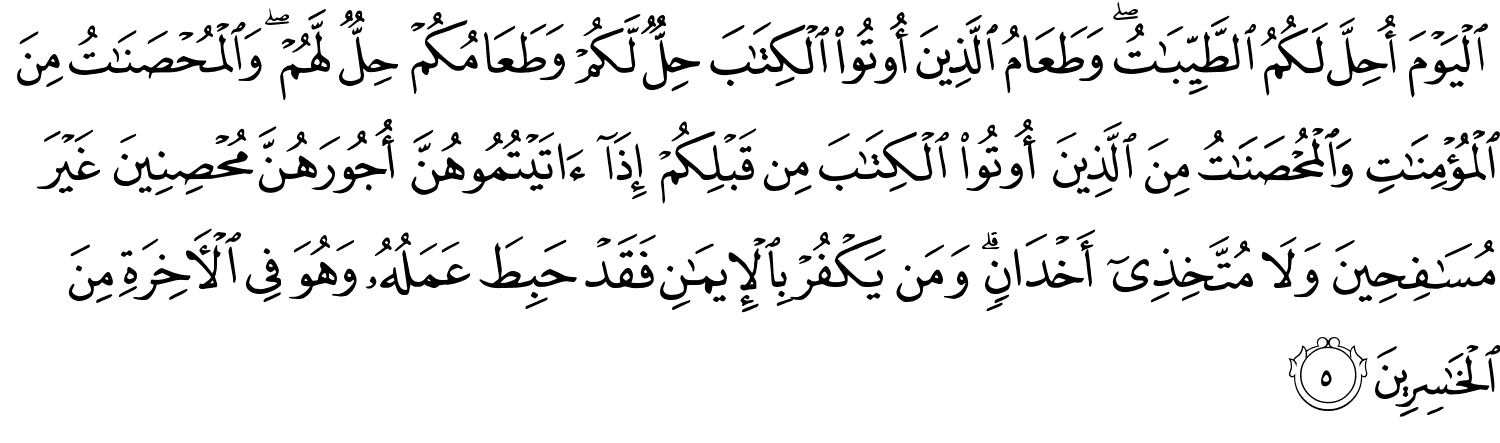 ٱلْيَوْمَ أُحِلَّ لَكُمُ ٱلطَّيِّبَـٰتُ ۖ وَطَعَامُ ٱلَّذِينَ أُوتُوا۟ ٱلْكِتَـٰبَ حِلٌّ لَّكُمْ وَطَعَامُكُمْ حِلٌّ لَّهُمْ ۖ وَٱلْمُحْصَنَـٰتُ مِنَ
ٱلْمُؤْمِنَـٰتِ وَٱلْمُحْصَنَـٰتُ مِنَ ٱلَّذِينَ أُوتُوا۟ ٱلْكِتَـٰبَ مِن قَبْلِكُمْ إِذَآ ءَاتَيْتُمُوهُنَّ أُجُورَهُنَّ مُحْصِنِينَ غَيْرَ
مُسَـٰفِحِينَ وَلَا مُتَّخِذِىٓ أَخْدَانٍ ۗ وَمَن يَكْفُرْ بِٱلْإِيمَـٰنِ فَقَدْ حَبِطَ عَمَلُهُۥ وَهُوَ فِى ٱلْـَٔاخِرَةِ مِنَ
ٱلْخَـٰسِرِينَ ٥